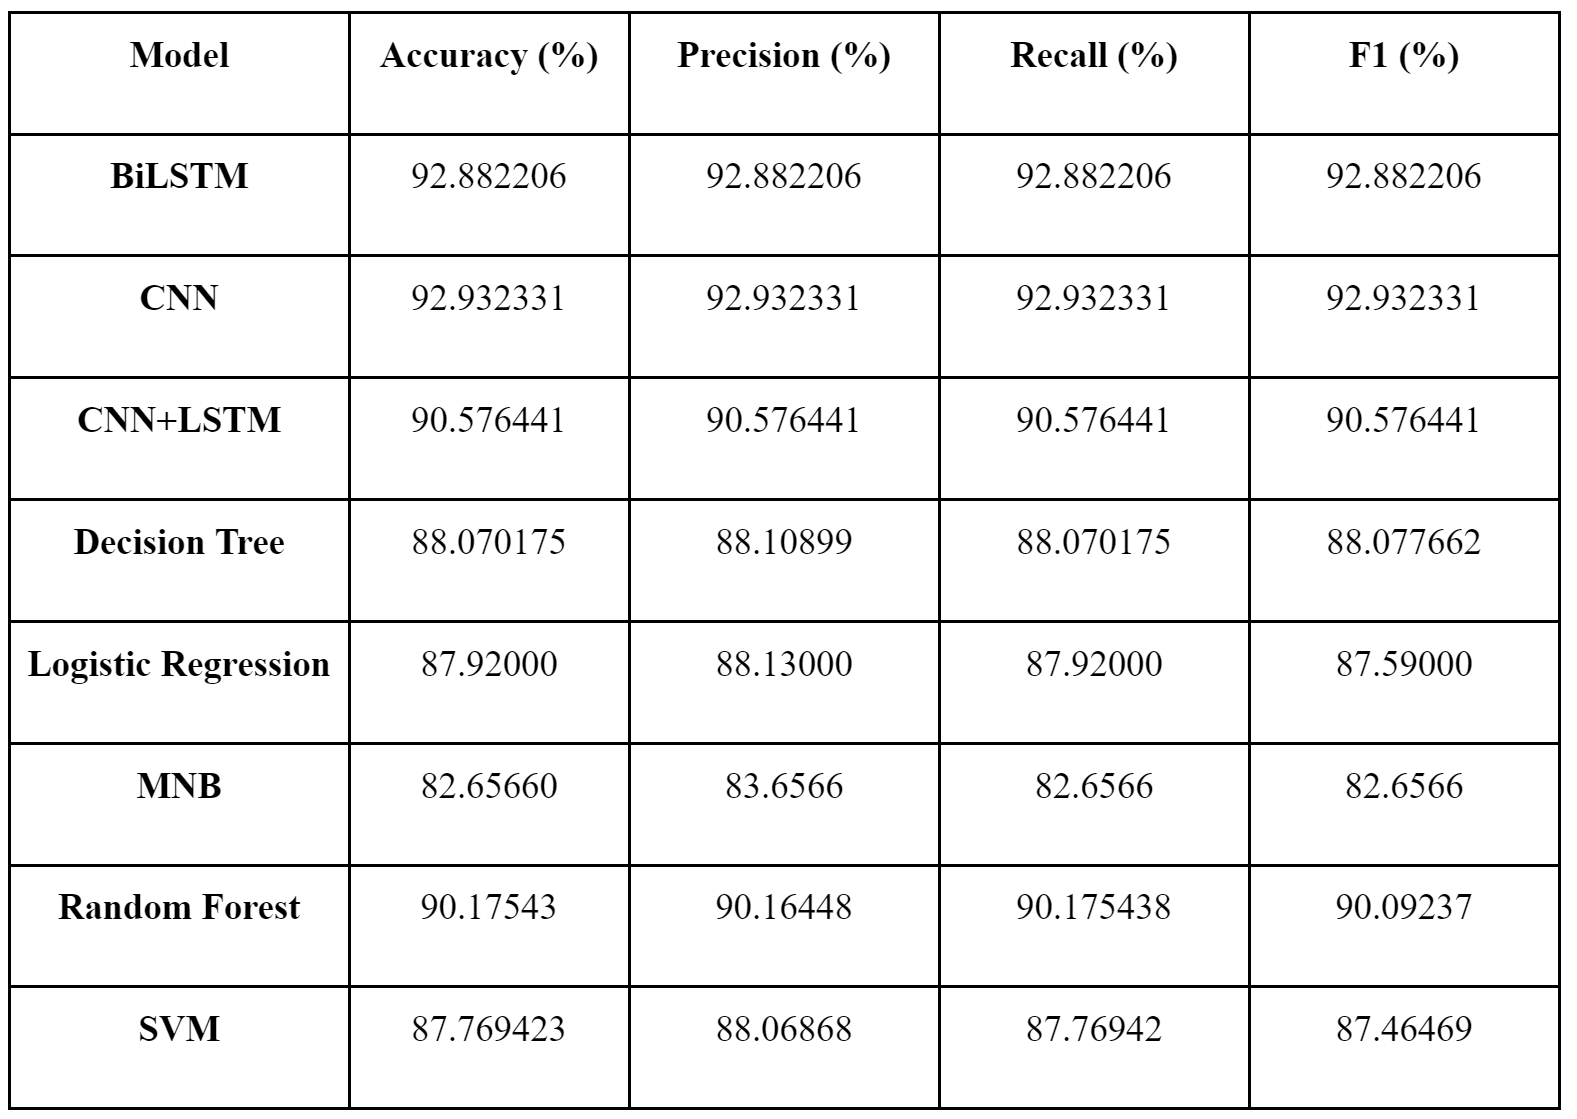 Model Accuracy (%) Precision (%) Recall (%) F1 (%)
BiLSTM 92.882206 92.882206 92.882206 92.882206
CNN 92.932331 92.932331 92.932331 92.932331
CNN+LSTM 90.576441 90.576441 90.576441 90.576441
Decision Tree 88.070175 88.10899 88.070175 88.077662
Logistic Regression 87.92000 88.13000 87.92000 87.59000
MNB 82.65660 83.6566 82.6566 82.6566
Random Forest 90.17543 90.16448 90.175438 90.09237
SVM 87.769423 88.06868 87.76942 87.46469